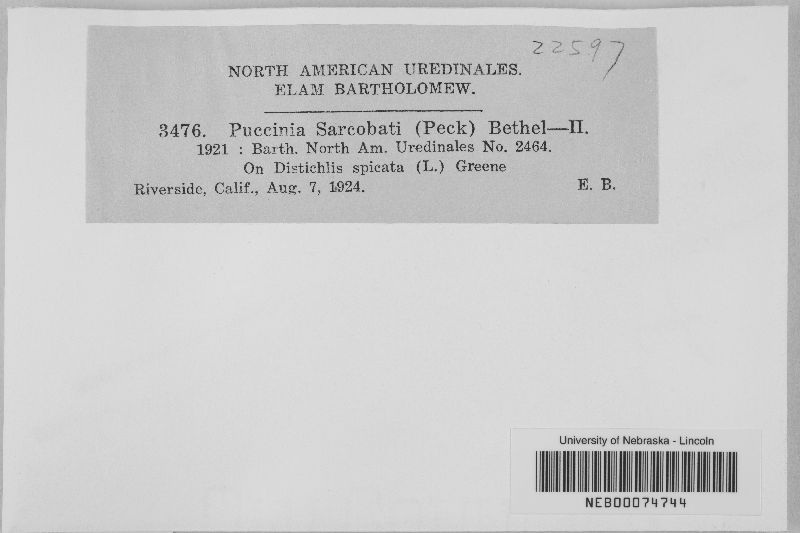 22597
NORTH AMERICAN UREDINALES.
ELAM BARTHOLOMEW.
3476. Puccinia Sarcobati (Peck) Bethel—II.
1921 : Barth. North Am. Uredinales No. 2464.
On Distichlis spicata (L.) Greene
Riverside, Calif., Aug. 7, 1924. E. B.
University of Nebraska - Lincoln
NEB00074744